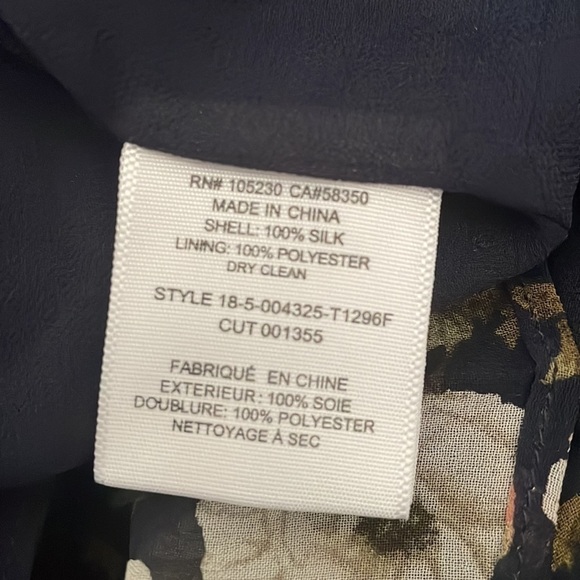 RN# 105230 CA#58350
MADE IN CHINA
SHELL: 100% SILK
LINING: 100% POLYESTER
DRY CLEAN
STYLE 18-5-004325-T1296F
CUT 001355
FABRIQUÉ EN CHINE
EXTERIEUR: 100% SOIE
DOUBLURE: 100% POLYESTER
NETTOYAGE À SEC